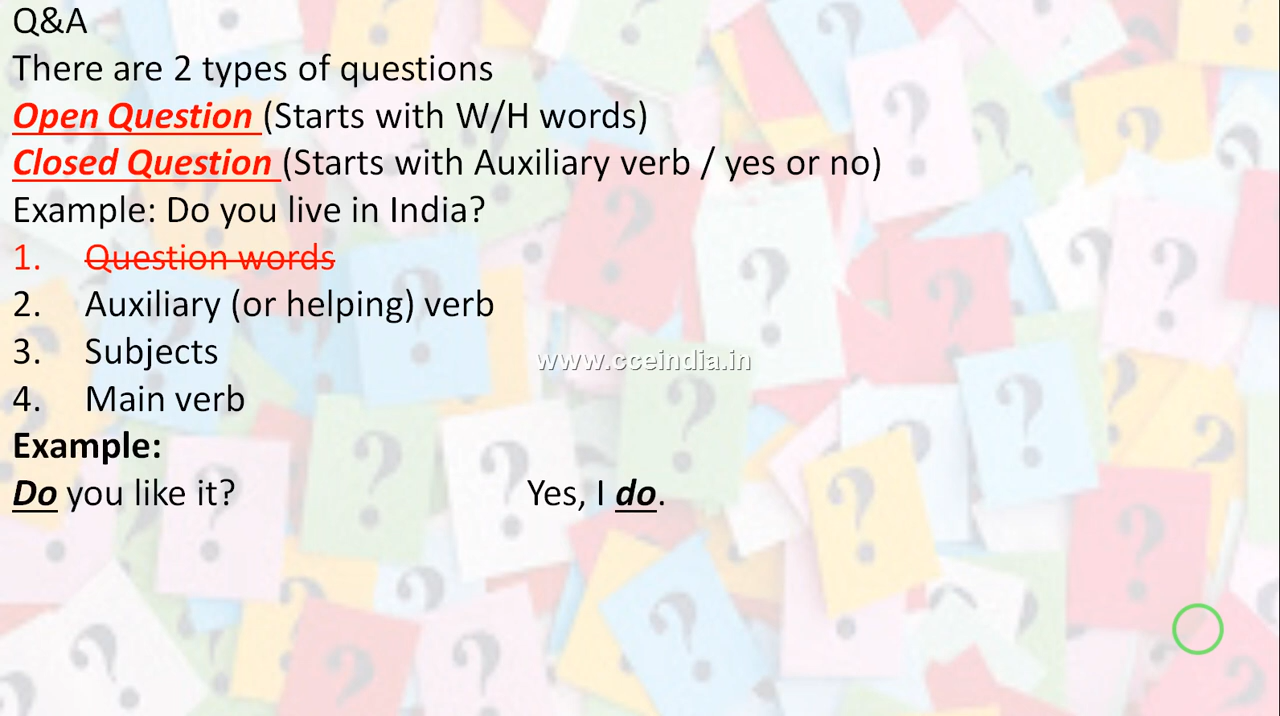 Q&A
There are 2 types of questions
Open Question (Starts with W/H words)
Closed Question (Starts with Auxiliary verb / yes or no)
Example: Do you live in India?
1. Question words
2. Auxiliary (or helping) verb
3. Subjects
www.cceindia.in
4. Main verb
Example:
Do you like it? Yes, I do.